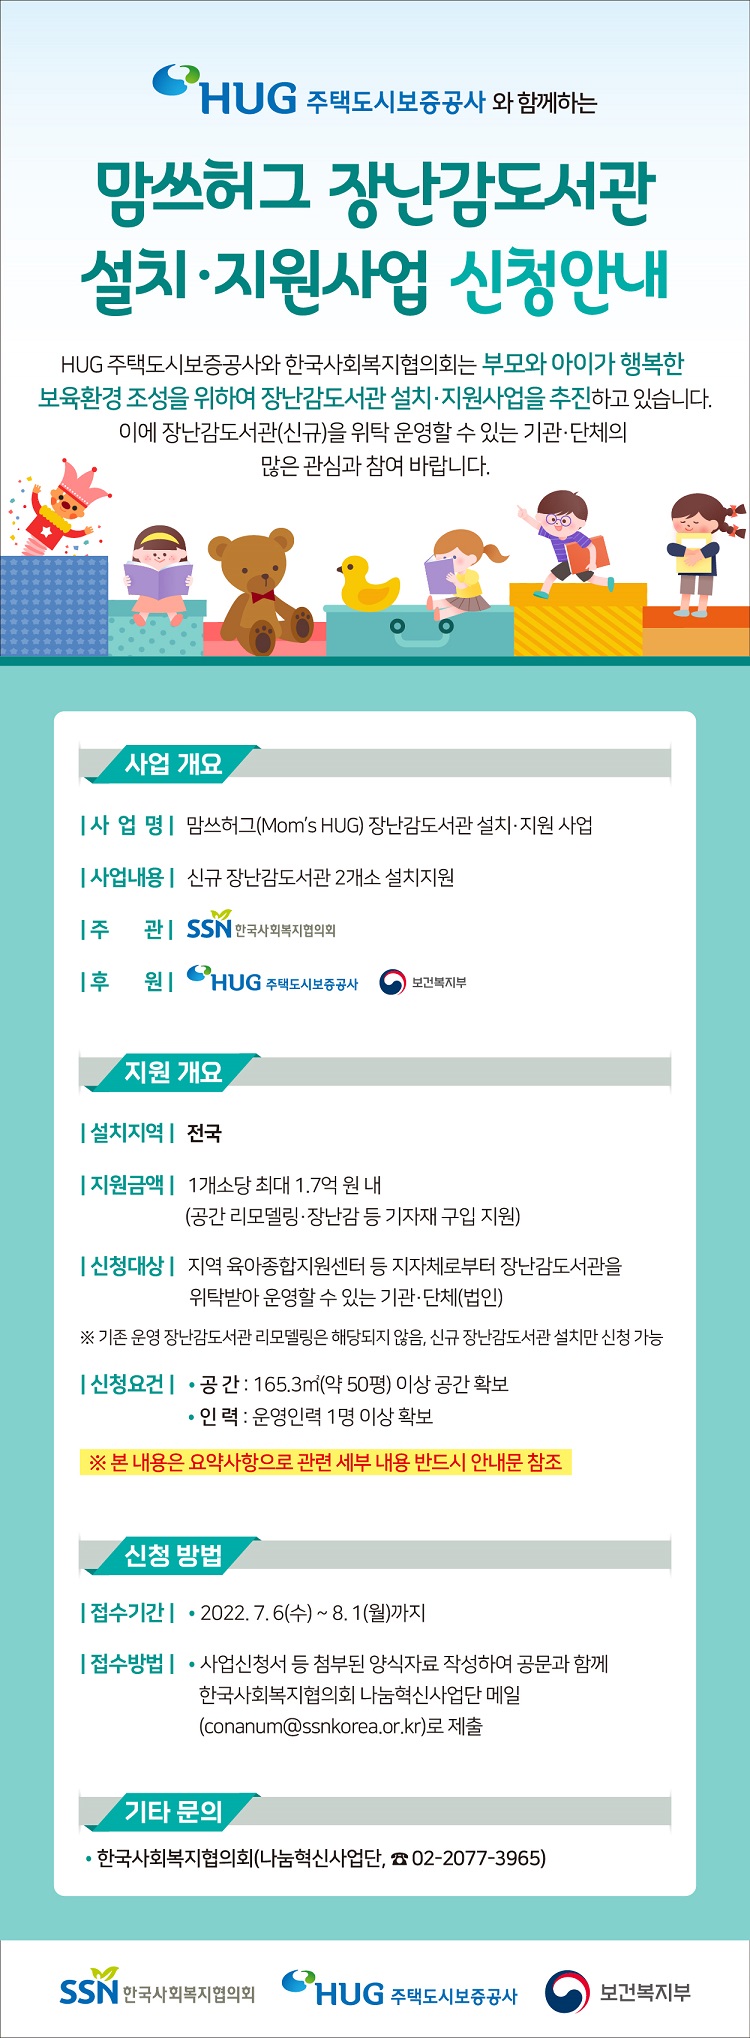 HUG 주택도시보증공사 와 함께하는
맘쓰허그 장난감도서관
설치·지원사업 신청안내
HUG 주택도시보증공사와 한국사회복지협의회는 부모와 아이가 행복한
보육환경 조성을 위하여 장난감도서관 설치·지원사업을 추진하고 있습니다.
이에 장난감도서관(신규)을 위탁 운영할 수 있는 기관·단체의
많은 관심과 참여 바랍니다.
사업 개요
| 사 업 명 | 맘쓰허그(Mom's HUG) 장난감도서관 설치·지원 사업
| 사업내용 | 신규 장난감도서관 2개소 설치지원
| 주 관 | SSN 한국사회복지협의회
| 후 원 | HUG 주택도시보증공사 보건복지부
지원 개요
| 설치지역 | 전국
| 지원금액 | 1개소당 최대 1.7억 원 내
(공간 리모델링·장난감 등 기자재 구입 지원)
| 신청대상 | 지역 육아종합지원센터 등 지자체로부터 장난감도서관을
위탁받아 운영할 수 있는 기관·단체(법인)
※ 기존 운영 장난감도서관 리모델링은 해당되지 않음, 신규 장난감도서관 설치만 신청 가능
| 신청요건 | • 공 간 : 165.3㎡(약 50평) 이상 공간 확보
• 인 력 : 운영인력 1명 이상 확보
※ 본 내용은 요약사항으로 관련 세부 내용 반드시 안내문 참조
신청 방법
| 접수기간 | • 2022. 7. 6(수) ~ 8. 1(월)까지
| 접수방법 | • 사업신청서 등 첨부된 양식자료 작성하여 공문과 함께
한국사회복지협의회 나눔혁신사업단 메일
(conanum@ssnkorea.or.kr)로 제출
기타 문의
• 한국사회복지협의회(나눔혁신사업단, ☎ 02-2077-3965)
SSN 한국사회복지협의회 HUG 주택도시보증공사 보건복지부